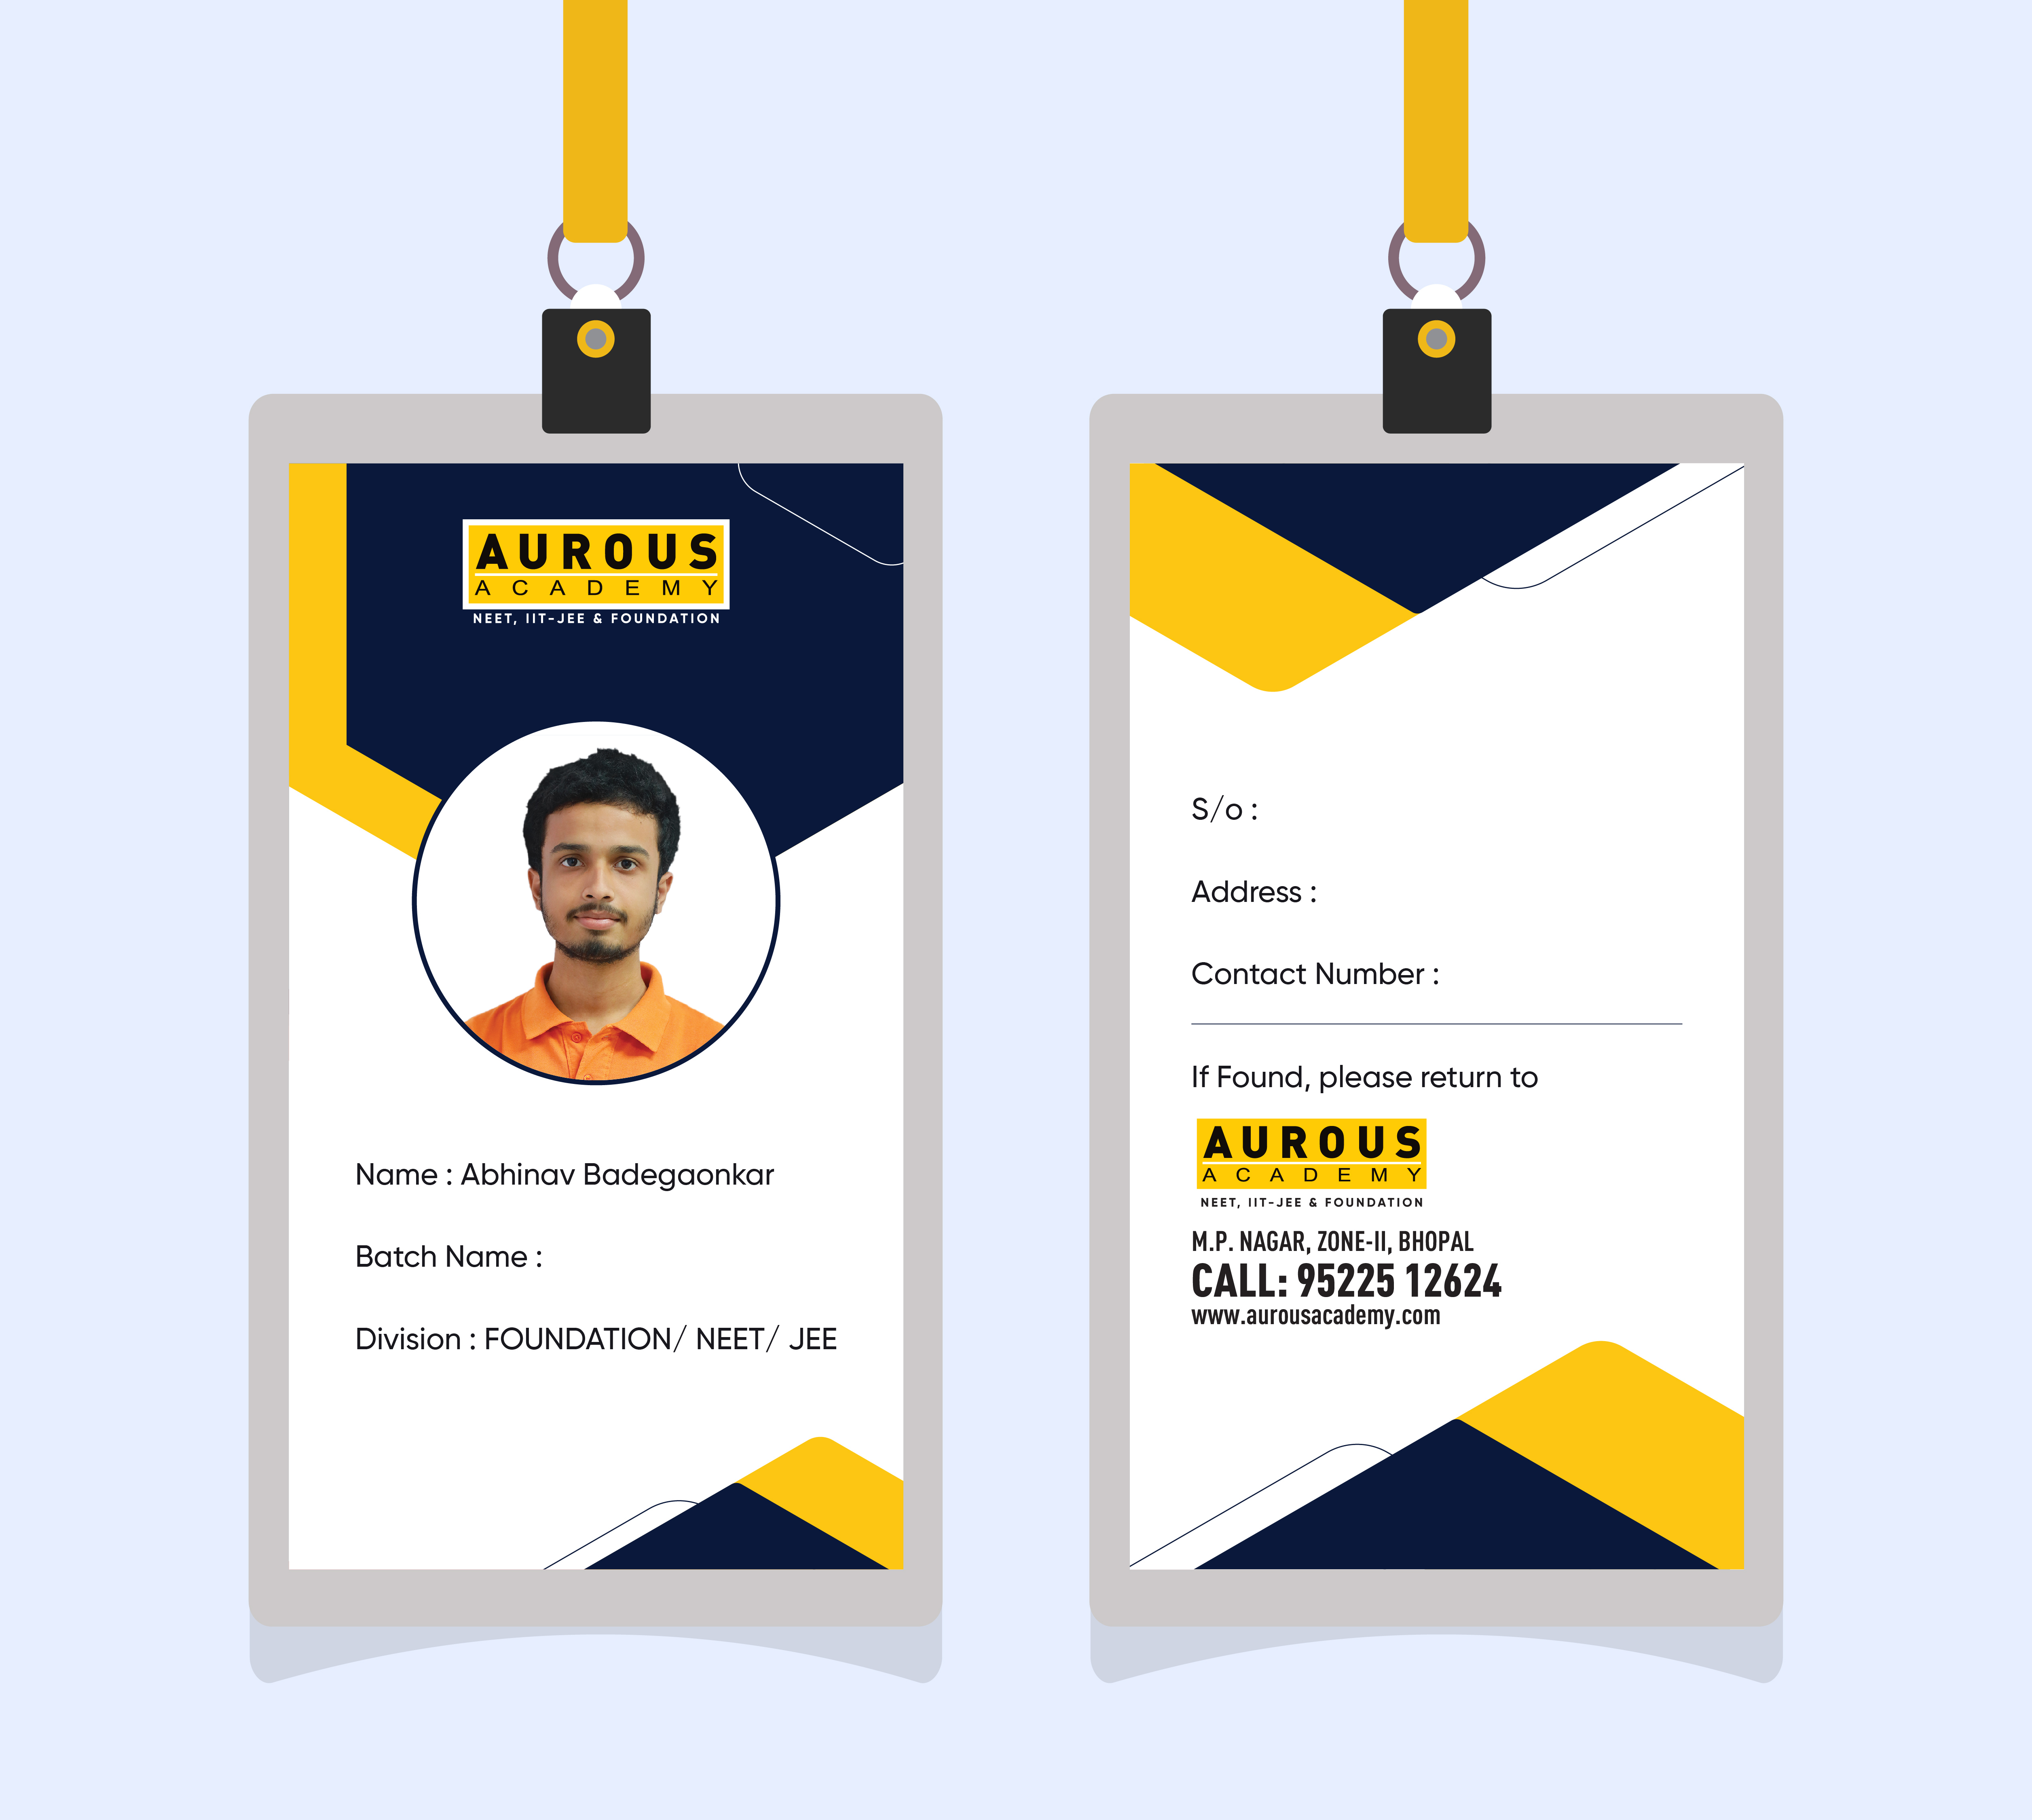 AUROUS
ACADEMY
NEET, IIT-JEE & FOUNDATION
Name : Abhinav Badegaonkar
Batch Name :
Division : FOUNDATION/ NEET/ JEE
S/o :
Address :
Contact Number :
If Found, please return to
AUROUS
ACADEMY
NEET, IIT-JEE & FOUNDATION
M.P. NAGAR, ZONE-II, BHOPAL
CALL: 95225 12624
www.aurousacademy.com